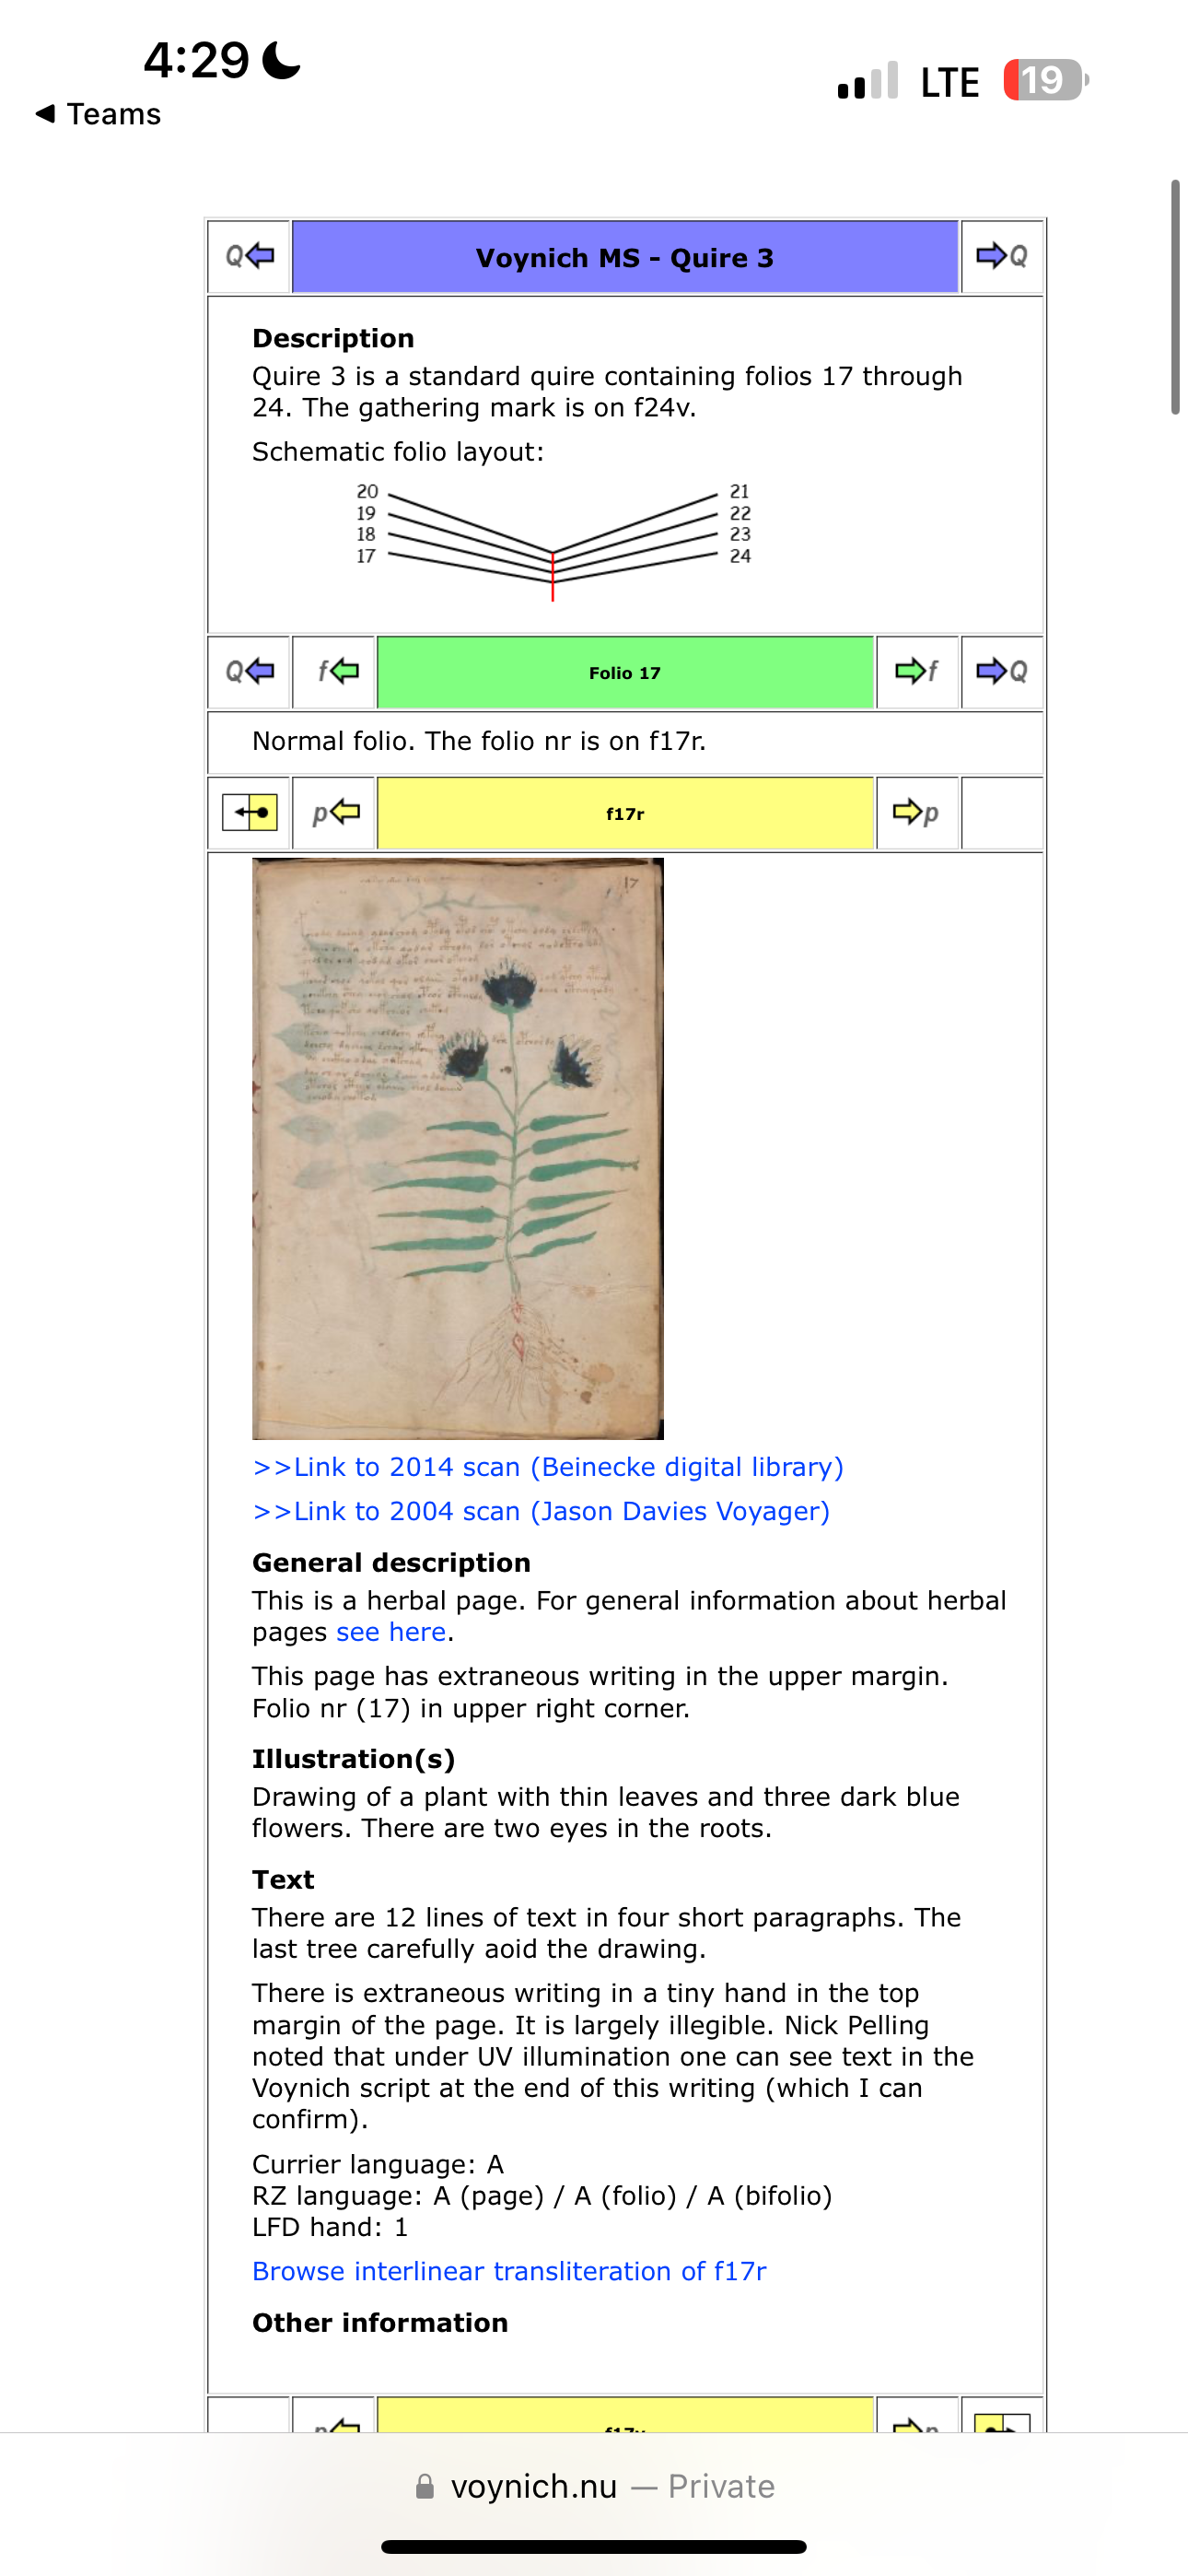 4:29
LTE 19
◀ Teams
Q Voynich MS - Quire 3 Q
Description
Quire 3 is a standard quire containing folios 17 through
24. The gathering mark is on f24v.
Schematic folio layout:
20 21
19 22
18 23
17 24
Q f Folio 17 f Q
Normal folio. The folio nr is on f17r.
p f17r p
17
>>Link to 2014 scan (Beinecke digital library)
>>Link to 2004 scan (Jason Davies Voyager)
General description
This is a herbal page. For general information about herbal
pages see here.
This page has extraneous writing in the upper margin.
Folio nr (17) in upper right corner.
Illustration(s)
Drawing of a plant with thin leaves and three dark blue
flowers. There are two eyes in the roots.
Text
There are 12 lines of text in four short paragraphs. The
last tree carefully aoid the drawing.
There is extraneous writing in a tiny hand in the top
margin of the page. It is largely illegible. Nick Pelling
noted that under UV illumination one can see text in the
Voynich script at the end of this writing (which I can
confirm).
Currier language: A
RZ language: A (page) / A (folio) / A (bifolio)
LFD hand: 1
Browse interlinear transliteration of f17r
Other information
voynich.nu — Private